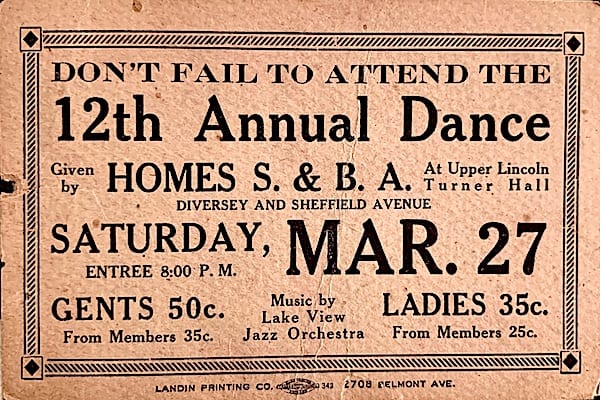 DON'T FAIL TO ATTEND THE
12th Annual Dance
Given by HOMES S. & B. A. At Upper Lincoln Turner Hall
DIVERSEY AND SHEFFIELD AVENUE
SATURDAY, MAR. 27
ENTREE 8:00 P. M.
GENTS 50c.
From Members 35c.
Music by
Lake View
Jazz Orchestra
LADIES 35c.
From Members 25c.
LANDIN PRINTING CO. 343 2708 BELMONT AVE.